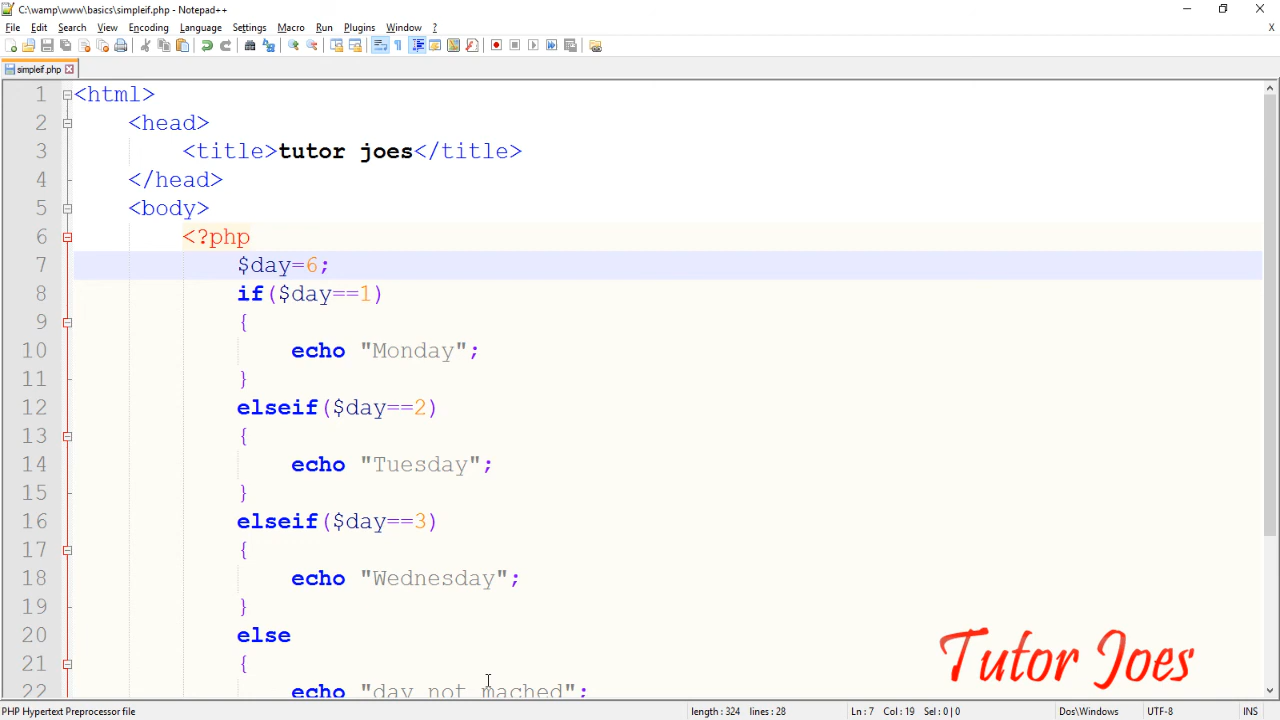 C:\wamp\www\basics\simpleif.php - Notepad++
File Edit Search View Encoding Language Settings Macro Run Plugins Window ?
simpleif.php
1 <html>
2 <head>
3 <title>tutor joes</title>
4 </head>
5 <body>
6 <?php
7 $day=6;
8 if($day==1)
9 {
10 echo "Monday";
11 }
12 elseif($day==2)
13 {
14 echo "Tuesday";
15 }
16 elseif($day==3)
17 {
18 echo "Wednesday";
19 }
20 else
21 {
22 echo "day not mached";
Tutor Joes
PHP Hypertext Preprocessor file length : 324 lines : 28 Ln : 7 Col : 19 Sel : 0 | 0 Dos\Windows UTF-8 INS